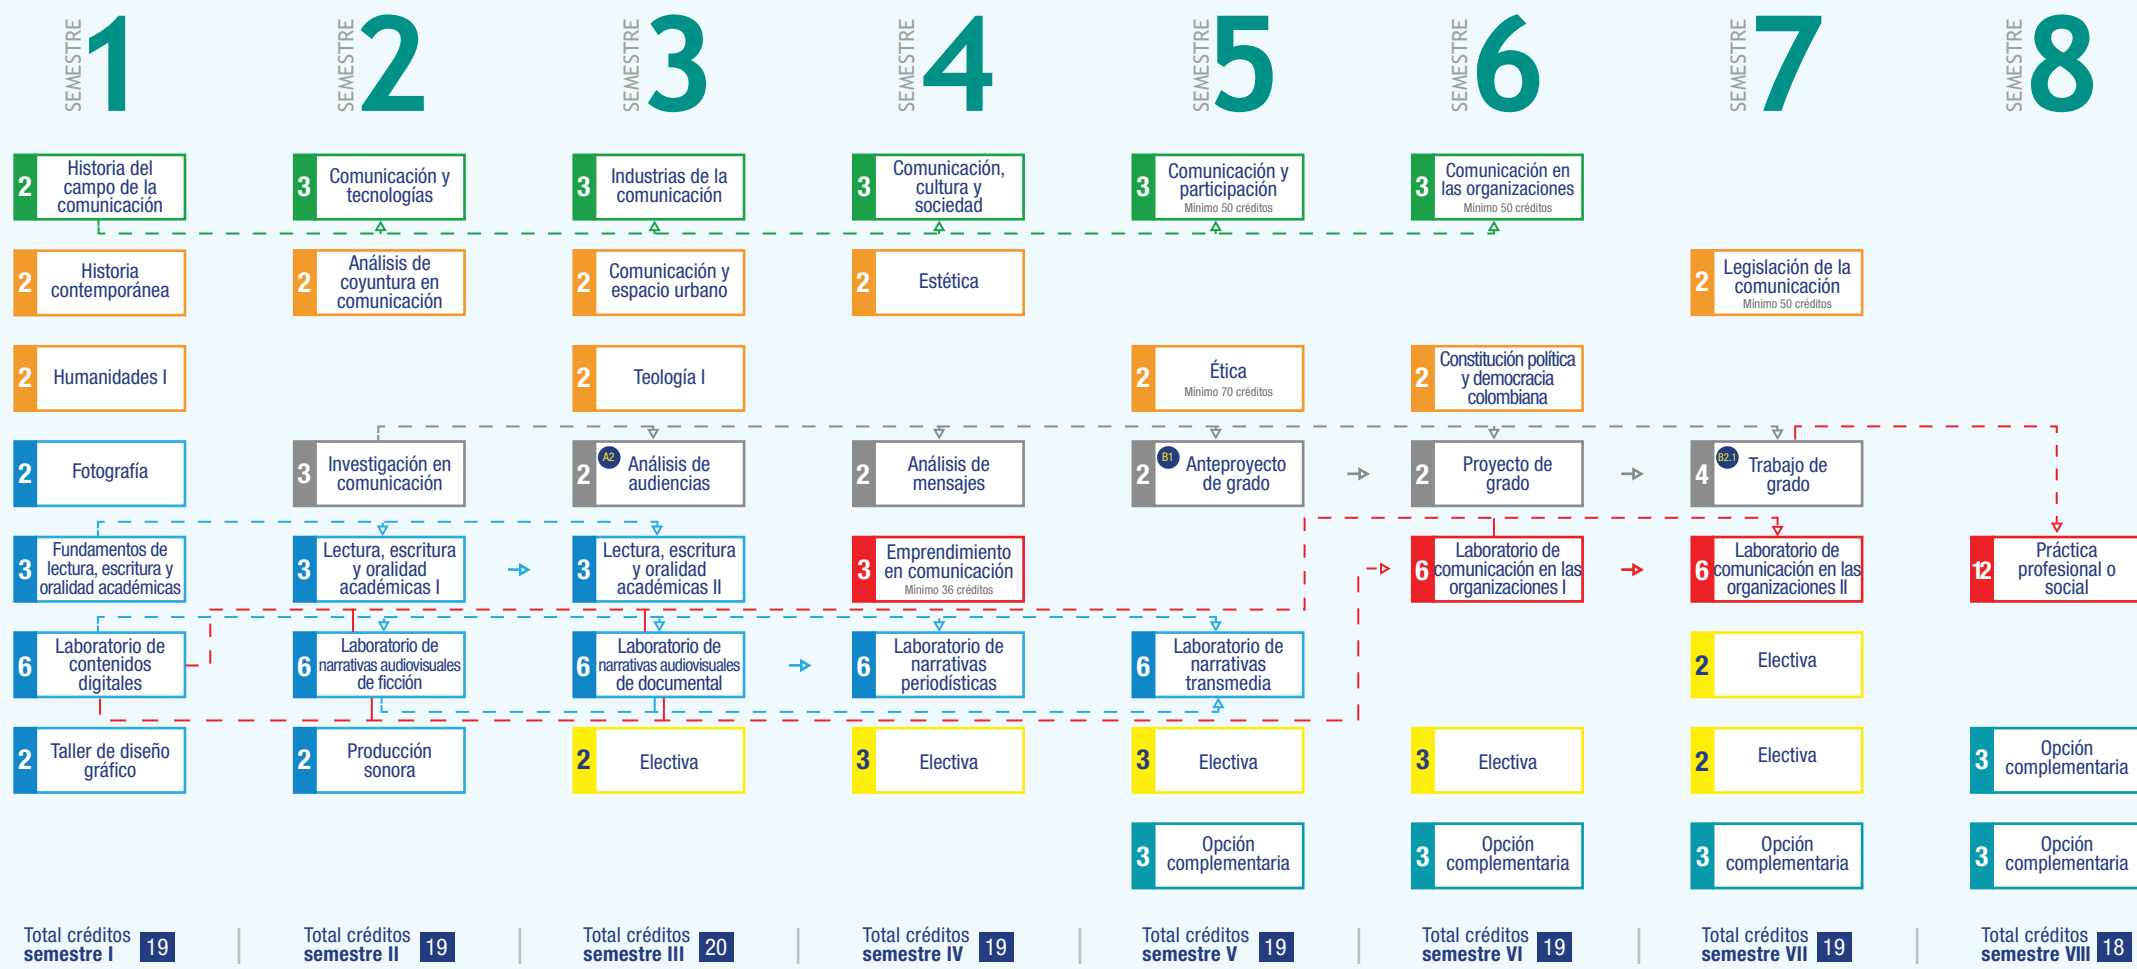 SEMESTRE 1
SEMESTRE 2
SEMESTRE 3
SEMESTRE 4
SEMESTRE 5
SEMESTRE 6
SEMESTRE 7
SEMESTRE 8
2
Historia del
campo de la
comunicación
3
Comunicación y
tecnologías
3
Industrias de la
comunicación
3
Comunicación,
cultura y
sociedad
3
Comunicación y
participación
Mínimo 50 créditos
3
Comunicación en
las organizaciones
Mínimo 50 créditos
2
Historia
contemporánea
2
Análisis de
coyuntura en
comunicación
2
Comunicación y
espacio urbano
2
Estética
2
Legislación de la
comunicación
Mínimo 50 créditos
2
Humanidades I
2
Teología I
2
Ética
Mínimo 70 créditos
2
Constitución política
y democracia
colombiana
2
Fotografía
3
Investigación en
comunicación
2
A2
Análisis de
audiencias
2
Análisis de
mensajes
2
B1
Anteproyecto
de grado
2
Proyecto de
grado
4
B2.1
Trabajo de
grado
3
Fundamentos de
lectura, escritura y
oralidad académicas
3
Lectura, escritura
y oralidad
académicas I
3
Lectura, escritura
y oralidad
académicas II
3
Emprendimiento
en comunicación
Mínimo 36 créditos
6
Laboratorio de
comunicación en las
organizaciones I
6
Laboratorio de
comunicación en las
organizaciones II
12
Práctica
profesional o
social
6
Laboratorio de
contenidos
digitales
6
Laboratorio de
narrativas audiovisuales
de ficción
6
Laboratorio de
narrativas audiovisuales
de documental
6
Laboratorio de
narrativas
periodísticas
6
Laboratorio de
narrativas
transmedia
2
Electiva
2
Taller de diseño
gráfico
2
Producción
sonora
2
Electiva
3
Electiva
3
Electiva
3
Electiva
2
Electiva
3
Opción
complementaria
3
Opción
complementaria
3
Opción
complementaria
3
Opción
complementaria
3
Opción
complementaria
Total créditos
semestre I 19
Total créditos
semestre II 19
Total créditos
semestre III 20
Total créditos
semestre IV 19
Total créditos
semestre V 19
Total créditos
semestre VI 19
Total créditos
semestre VII 19
Total créditos
semestre VIII 18